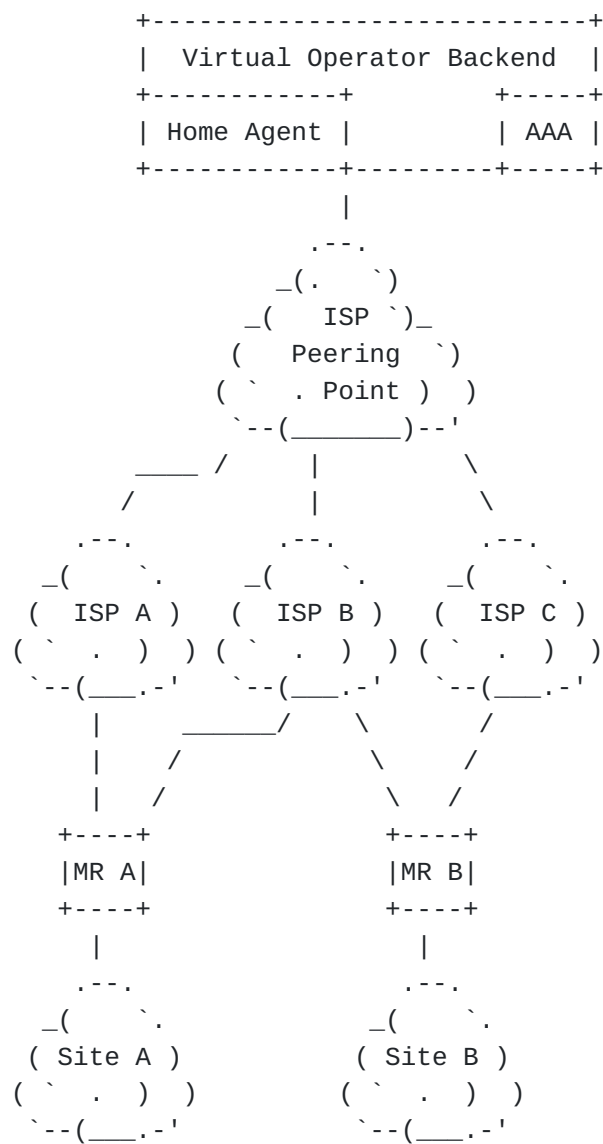 Virtual Operator Backend
Home Agent AAA
ISP
Peering
Point
ISP A ISP B ISP C
MR A MR B
Site A Site B